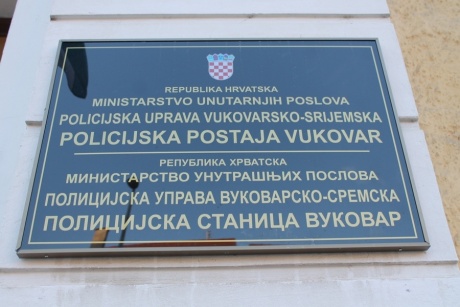 REPUBLIKA HRVATSKA
MINISTARSTVO UNUTARNJIH POSLOVA
POLICIJSKA UPRAVA VUKOVARSKO-SRIJEMSKA
POLICIJSKA POSTAJA VUKOVAR
РЕПУБЛИКА ХРВАТСКА
МИНИСТАРСТВО УНУТРАШЊИХ ПОСЛОВА
ПОЛИЦИЈСКА УПРАВА ВУКОВАРСКО-СРЕМСКА
ПОЛИЦИЈСКА СТАНИЦА ВУКОВАР